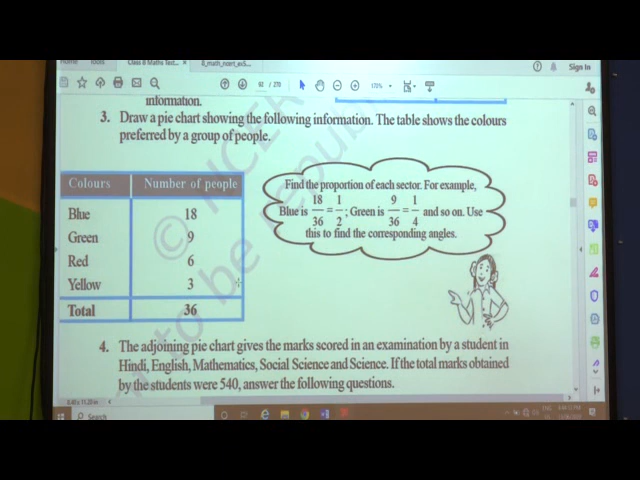 Home Tools Class 8 Maths Text... 8_math_ncert_ex5...
Sign In
92 / 270
170%
information.
3. Draw a pie chart showing the following information. The table shows the colours
preferred by a group of people.
Colours Number of people
Blue 18
Green 9
Red 6
Yellow 3
Total 36
Find the proportion of each sector. For example,
Blue is 18/36 = 1/2 ; Green is 9/36 = 1/4 and so on. Use
this to find the corresponding angles.
4. The adjoining pie chart gives the marks scored in an examination by a student in
Hindi, English, Mathematics, Social Science and Science. If the total marks obtained
by the students were 540, answer the following questions.
Search
ENG